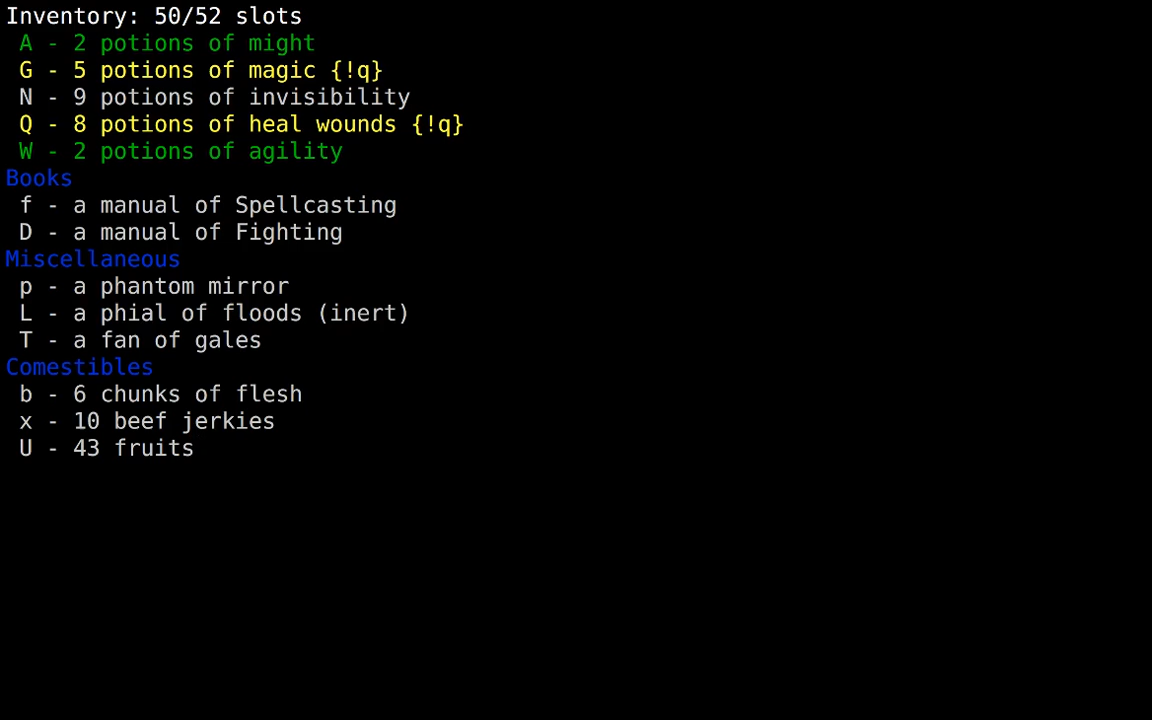 Inventory: 50/52 slots
A - 2 potions of might
G - 5 potions of magic {!q}
N - 9 potions of invisibility
Q - 8 potions of heal wounds {!q}
W - 2 potions of agility
Books
f - a manual of Spellcasting
D - a manual of Fighting
Miscellaneous
p - a phantom mirror
L - a phial of floods (inert)
T - a fan of gales
Comestibles
b - 6 chunks of flesh
x - 10 beef jerkies
U - 43 fruits